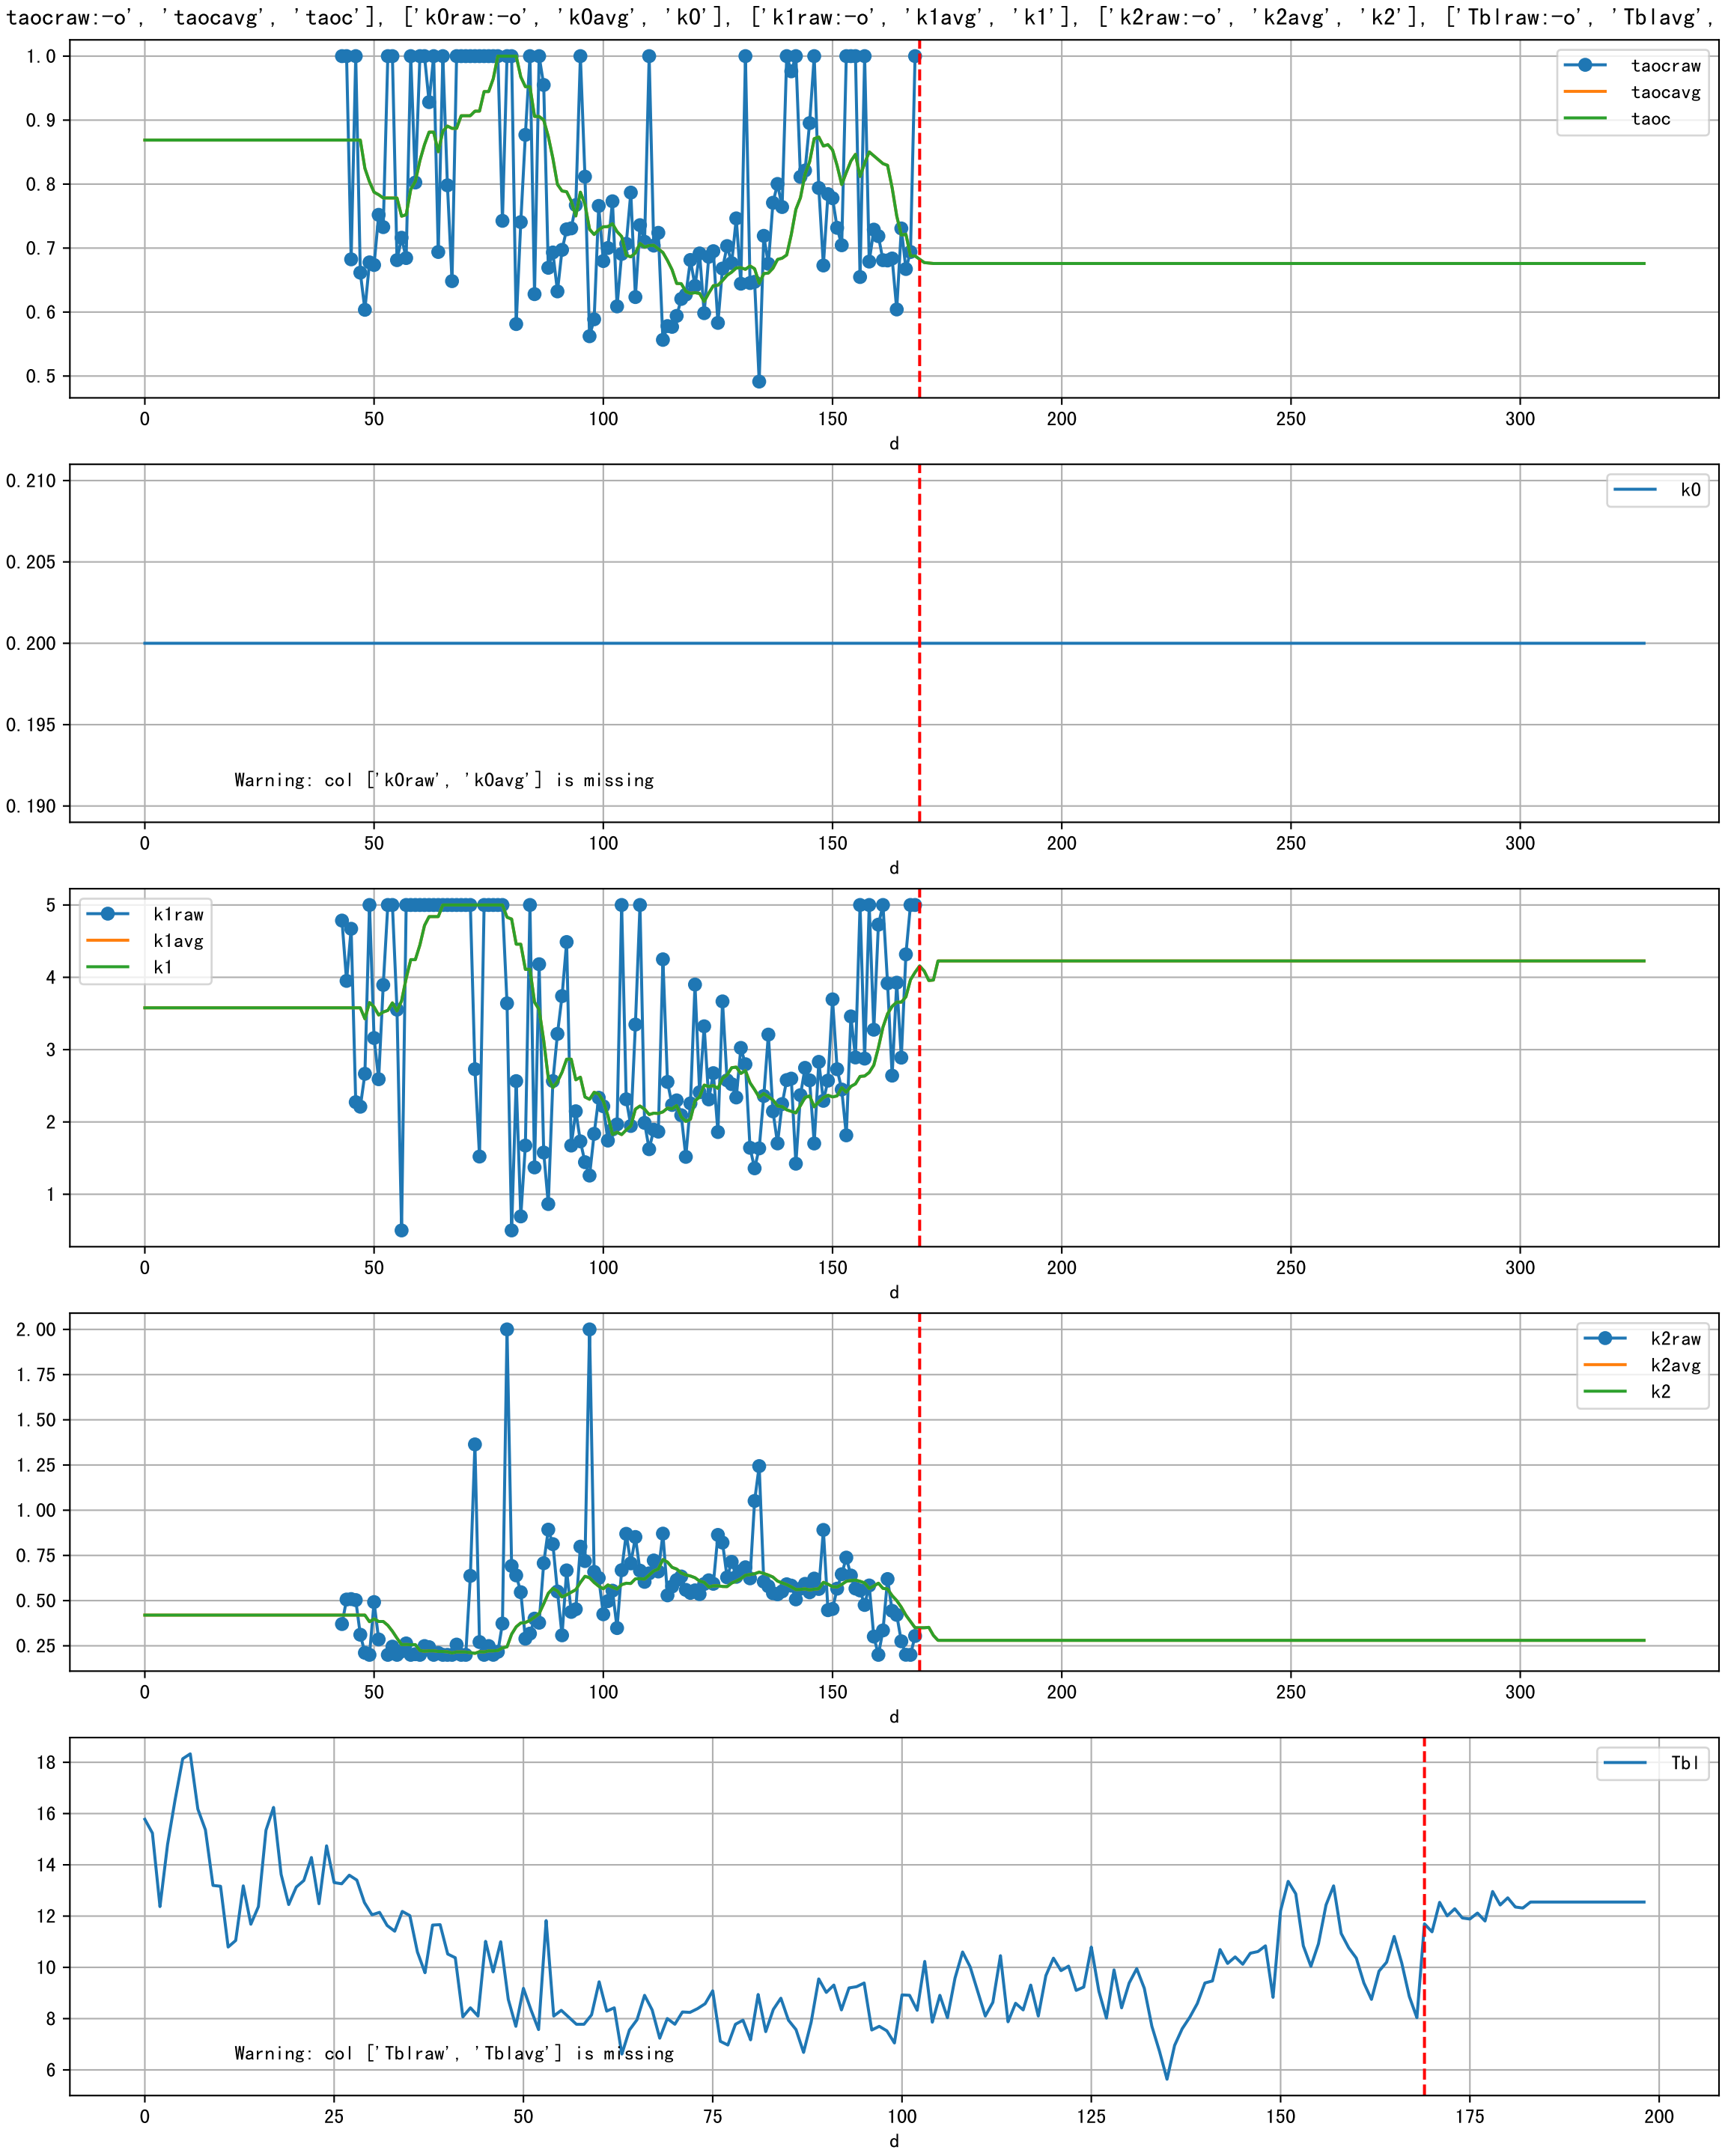 taocraw:-o', 'taocavg', 'taoc'], ['k0raw:-o', 'k0avg', 'k0'], ['k1raw:-o', 'k1avg', 'k1'], ['k2raw:-o', 'k2avg', 'k2'], ['Tblraw:-o', 'Tblavg',
1.0
0.9
0.8
0.7
0.6
0.5
taocraw
taocavg
taoc
0 50 100 150 200 250 300
d
0.210
0.205
0.200
0.195
0.190
k0
Warning: col ['k0raw', 'k0avg'] is missing
0 50 100 150 200 250 300
d
5
4
3
2
1
k1raw
k1avg
k1
0 50 100 150 200 250 300
d
2.00
1.75
1.50
1.25
1.00
0.75
0.50
0.25
k2raw
k2avg
k2
0 50 100 150 200 250 300
d
18
16
14
12
10
8
6
Tbl
Warning: col ['Tblraw', 'Tblavg'] is missing
0 25 50 75 100 125 150 175 200
d